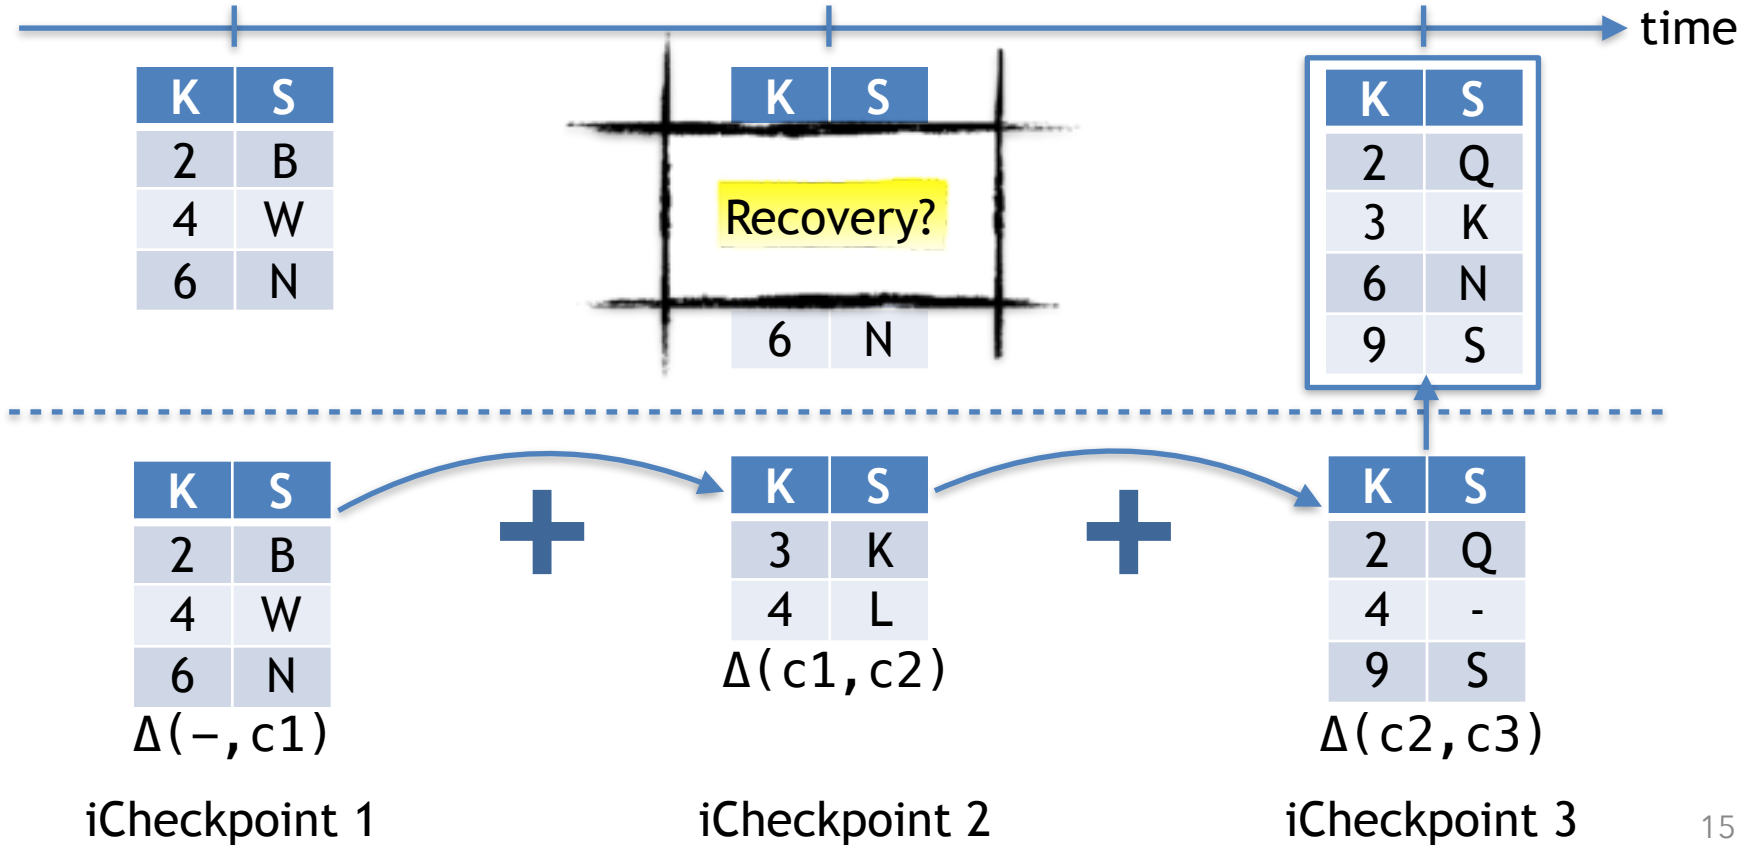 time
K S
2 B
4 W
6 N
K S
Recovery?
6 N
K S
2 Q
3 K
6 N
9 S
K S
2 B
4 W
6 N
Δ(–,c1)
K S
3 K
4 L
Δ(c1,c2)
K S
2 Q
4 -
9 S
Δ(c2,c3)
iCheckpoint 1
iCheckpoint 2
iCheckpoint 3
15